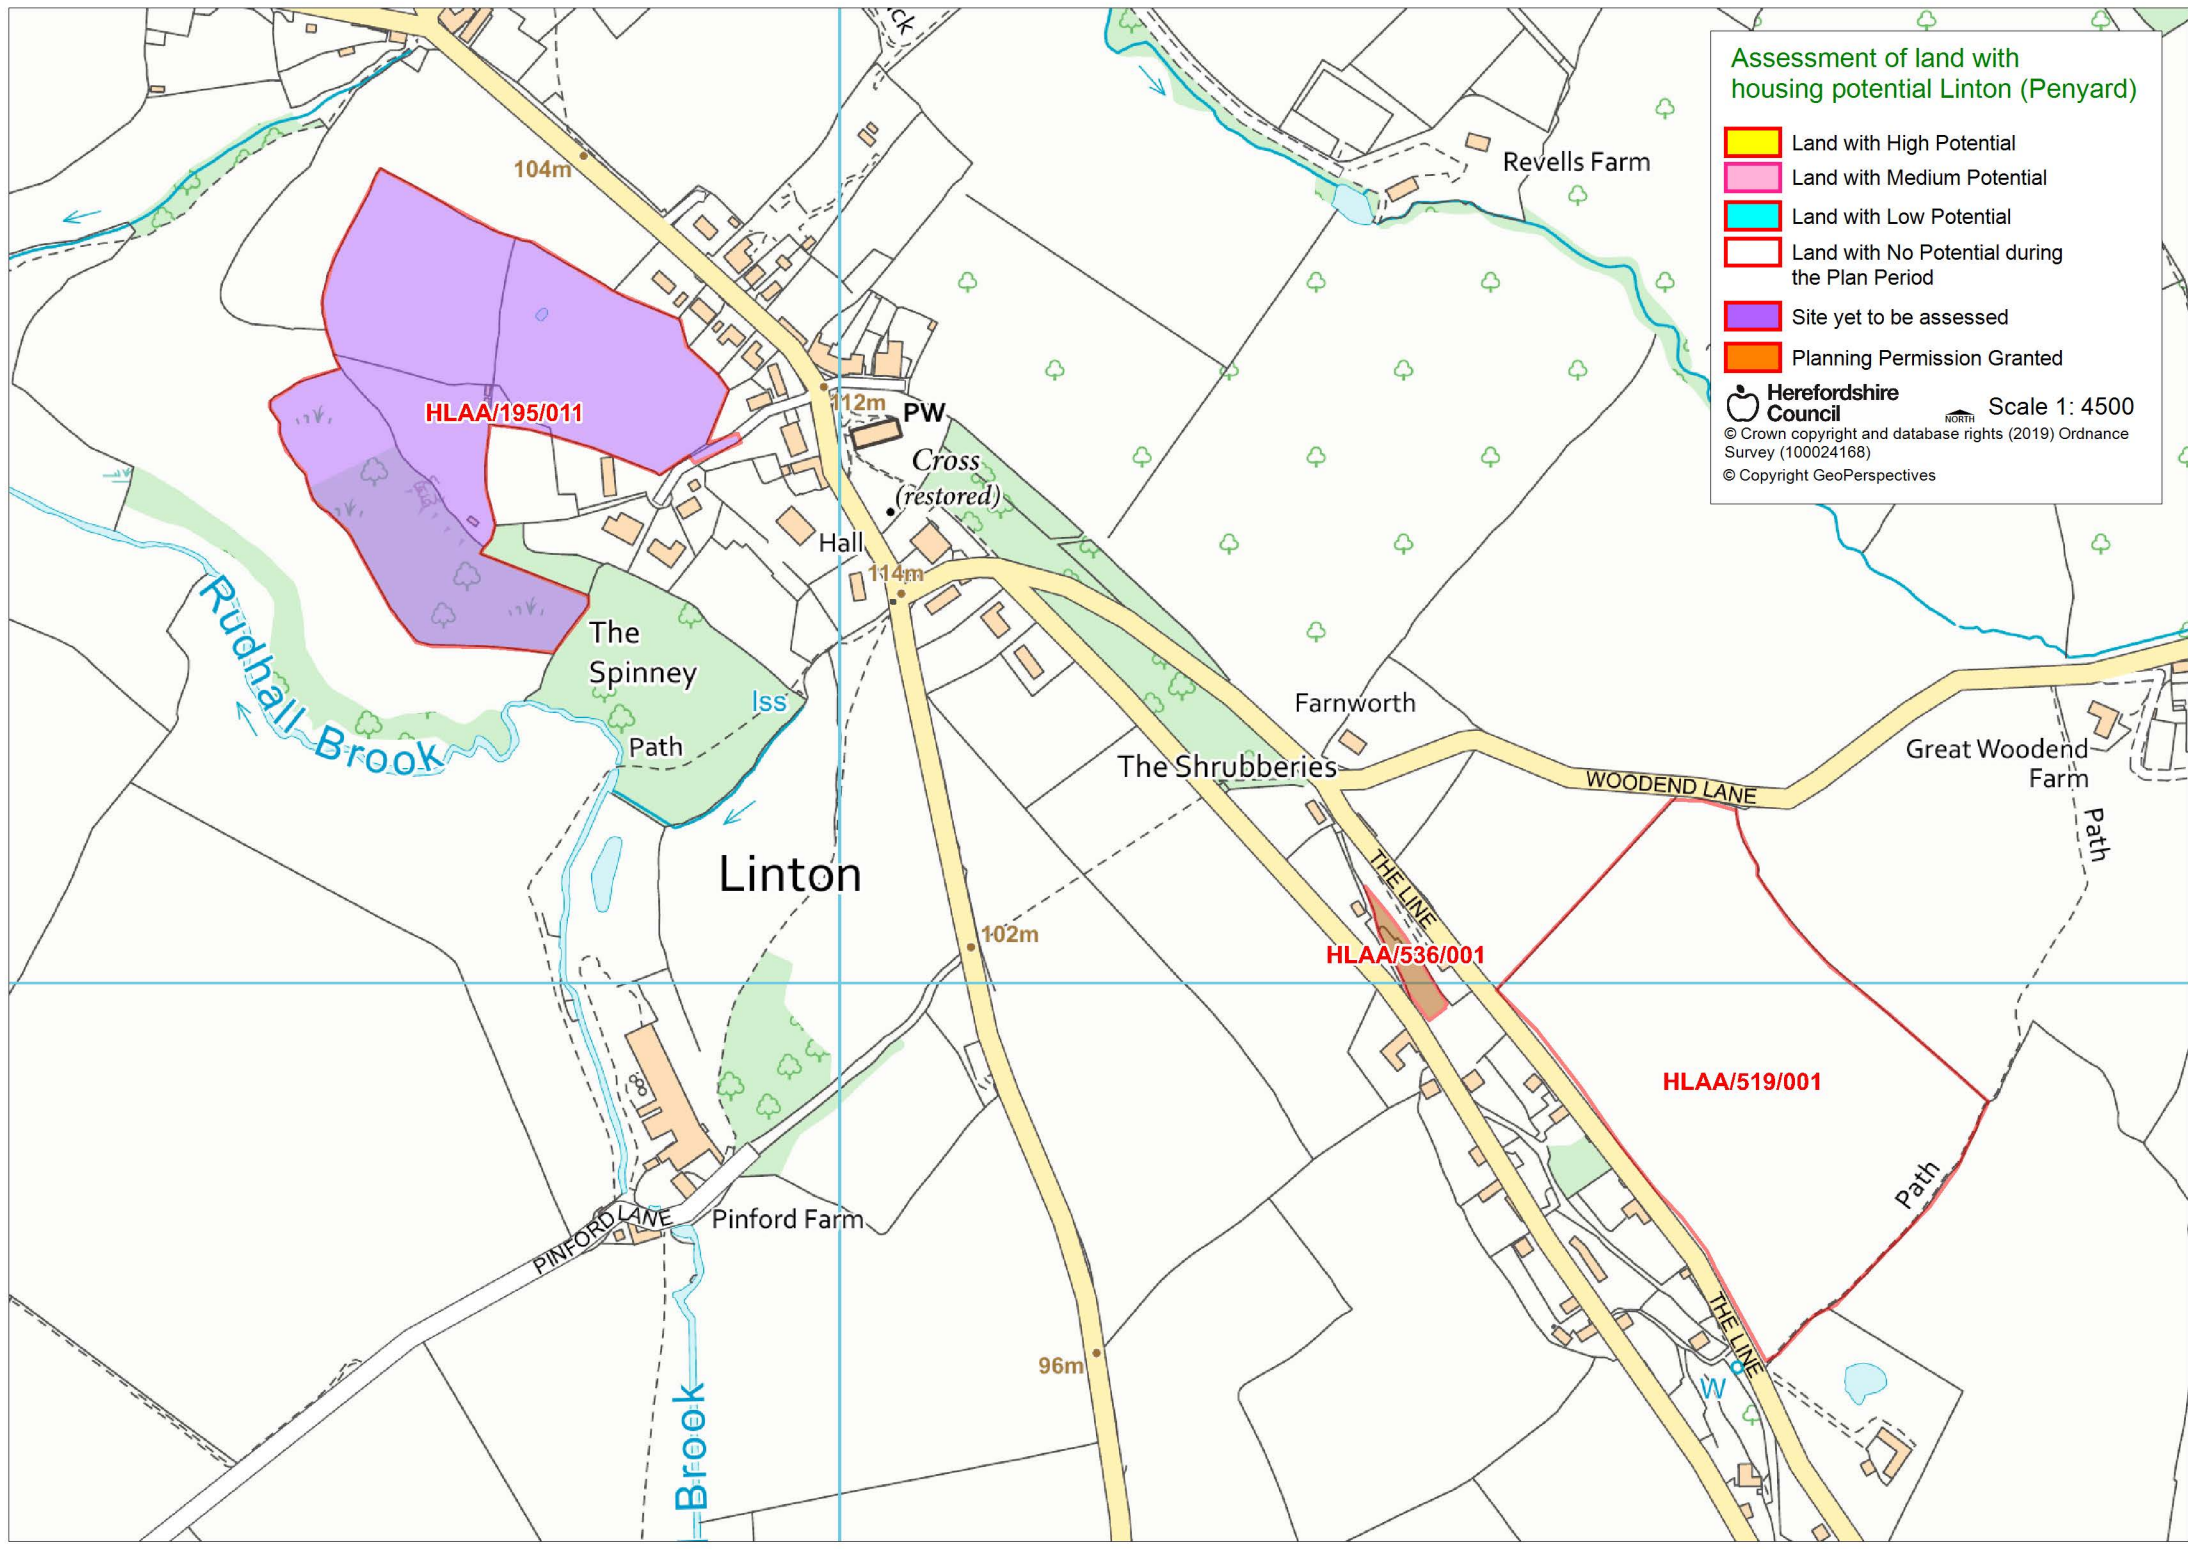 ck
Assessment of land with
housing potential Linton (Penyard)
Land with High Potential
Land with Medium Potential
Land with Low Potential
Land with No Potential during
the Plan Period
Site yet to be assessed
Planning Permission Granted
Herefordshire
Council
NORTH
Scale 1: 4500
© Crown copyright and database rights (2019) Ordnance
Survey (100024168)
© Copyright GeoPerspectives
104m
Revells Farm
HLAA/195/011
112m
PW
Cross
(restored)
Hall
114m
Rudhall Brook
The
Spinney
Iss
Path
Farnworth
The Shrubberies
WOODEND LANE
Great Woodend
Farm
Path
Linton
THE LINE
102m
HLAA/536/001
HLAA/519/001
Path
PINFORD LANE
Pinford Farm
THE LINE
96m
W
Brook